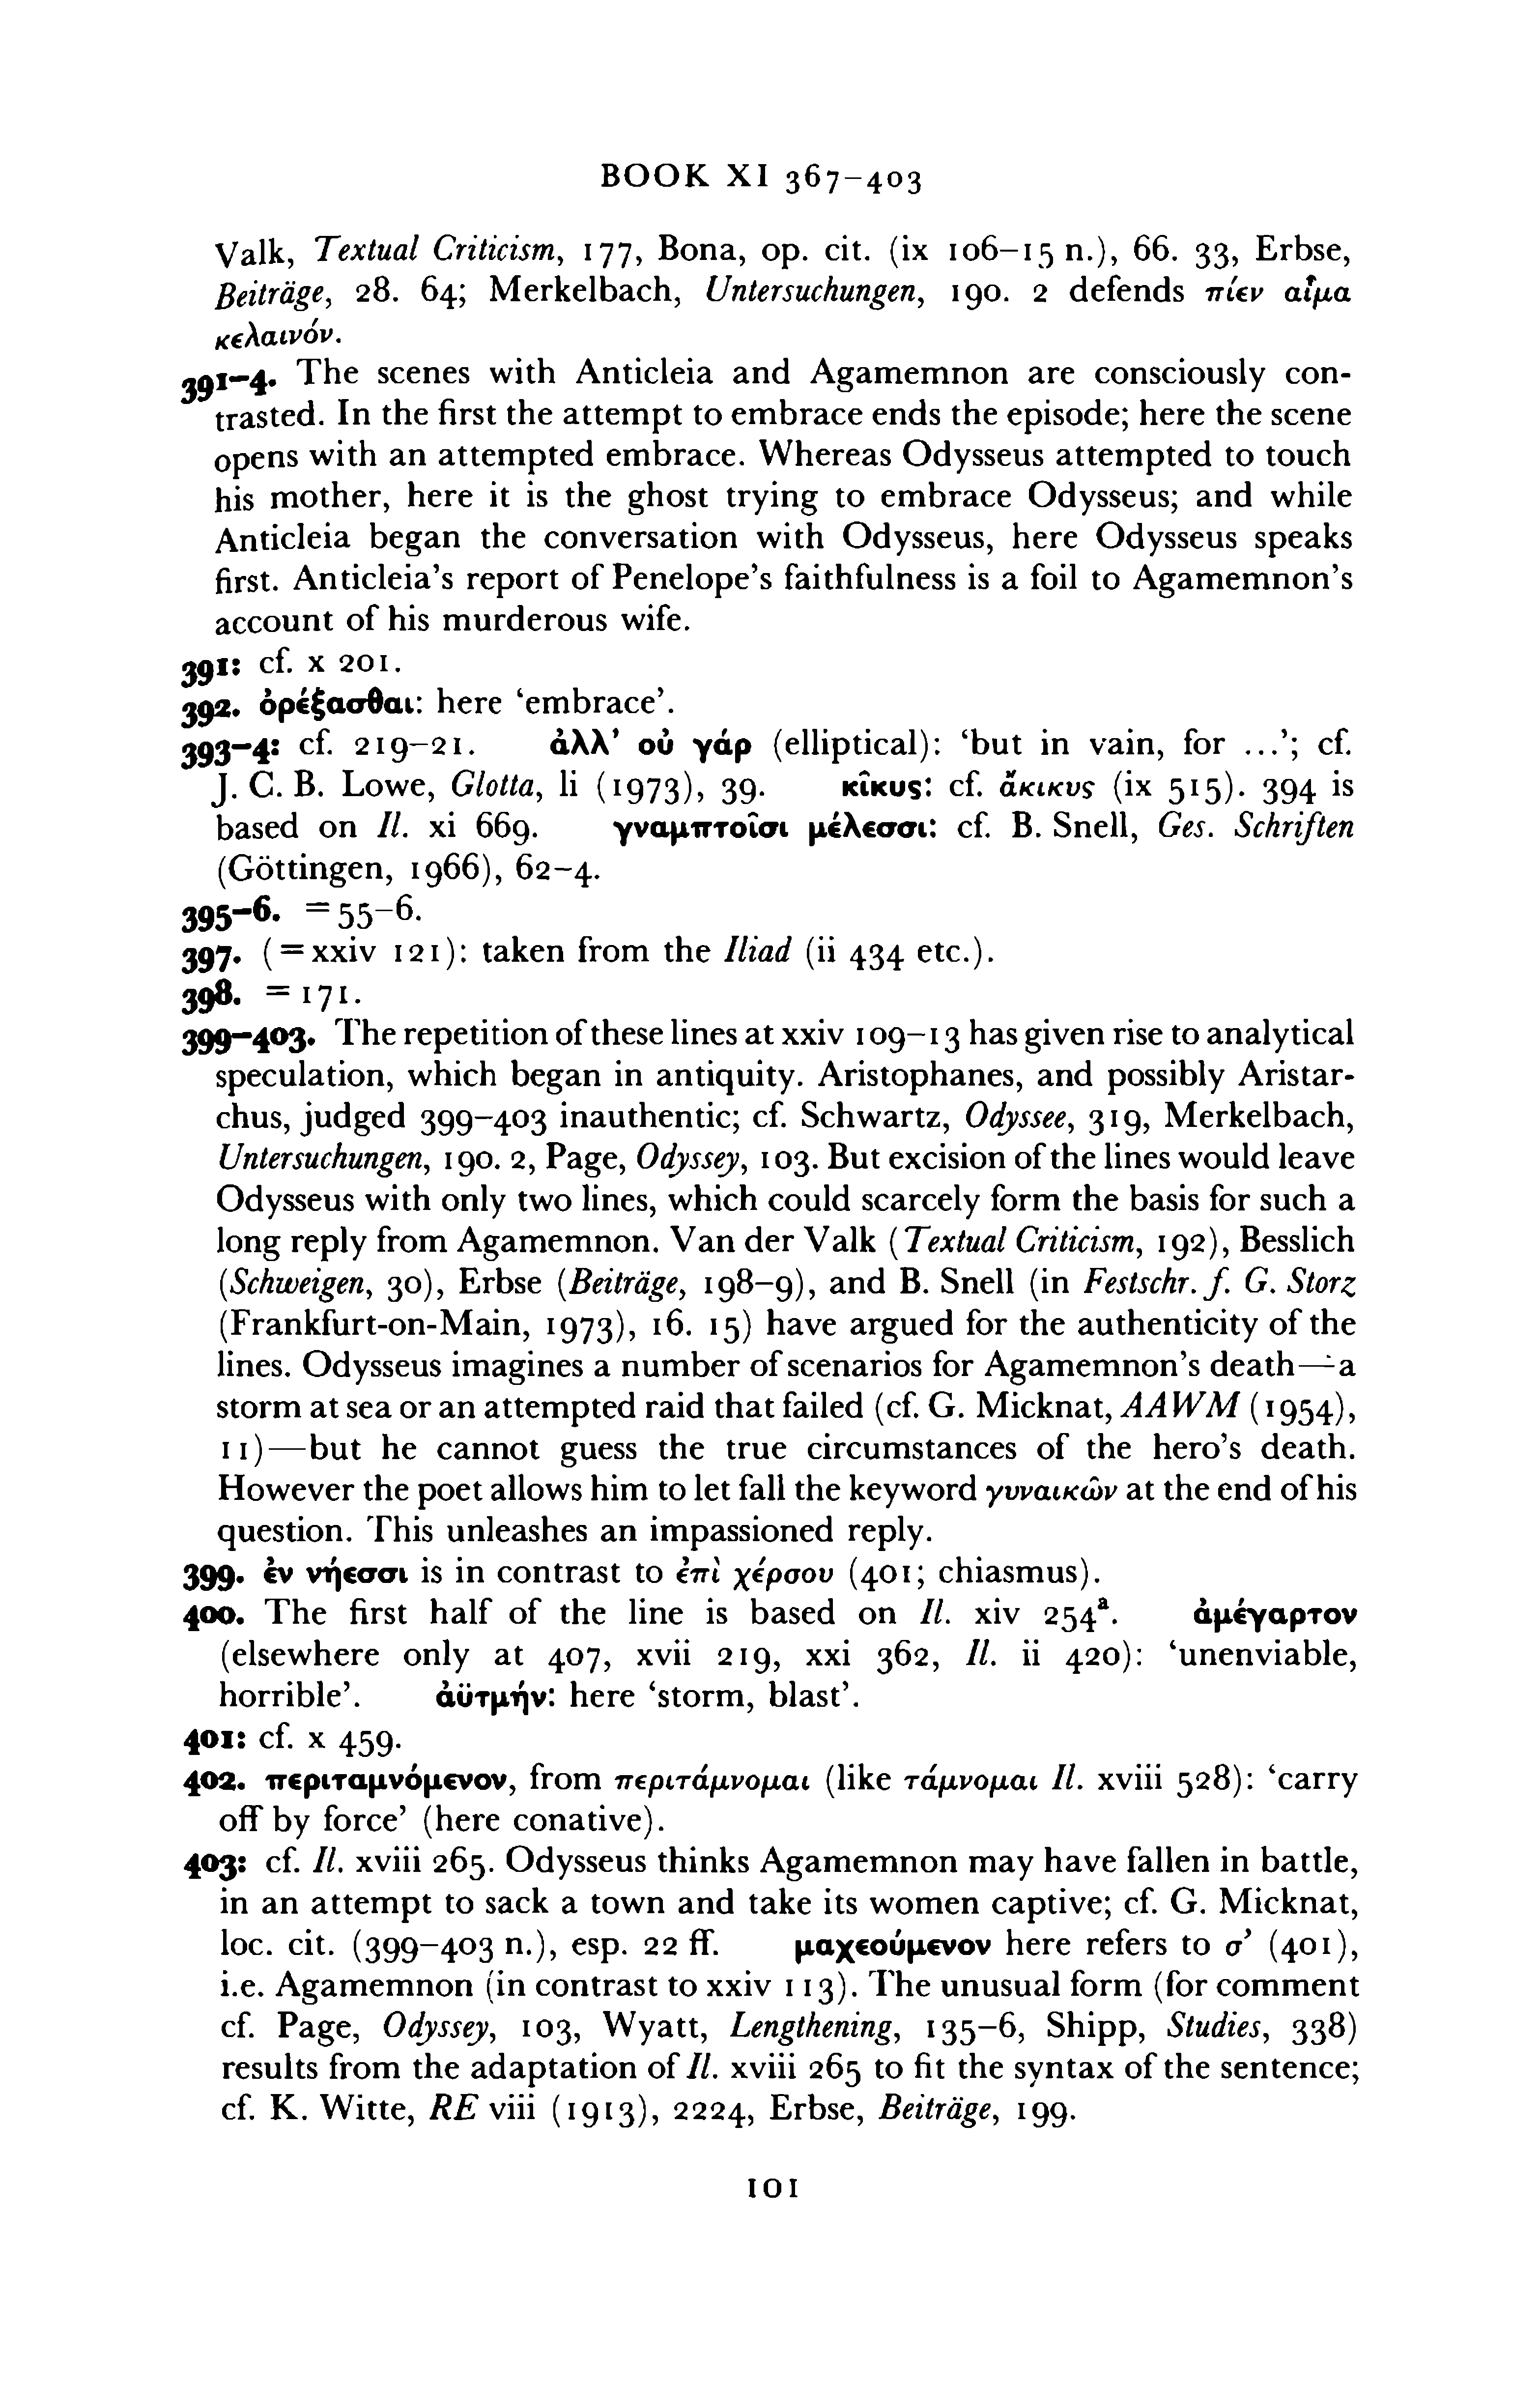 BOOK XI 367–403
Valk, Textual Criticism, 177, Bona, op. cit. (ix 106–15 n.), 66. 33, Erbse,
Beiträge, 28. 64; Merkelbach, Untersuchungen, 190. 2 defends πίεν αἷμα
κελαινόν.
391–4. The scenes with Anticleia and Agamemnon are consciously con-
trasted. In the first the attempt to embrace ends the episode; here the scene
opens with an attempted embrace. Whereas Odysseus attempted to touch
his mother, here it is the ghost trying to embrace Odysseus; and while
Anticleia began the conversation with Odysseus, here Odysseus speaks
first. Anticleia's report of Penelope's faithfulness is a foil to Agamemnon's
account of his murderous wife.
391: cf. x 201.
392. ὀρέξασθαι: here ‘embrace’.
393–4: cf. 219–21. ἀλλ’ οὐ γάρ (elliptical): ‘but in vain, for ...’; cf.
J. C. B. Lowe, Glotta, li (1973), 39. κῖκυς: cf. ἄκικυς (ix 515). 394 is
based on Il. xi 669. γναμπτοῖσι μέλεσσι: cf. B. Snell, Ges. Schriften
(Göttingen, 1966), 62–4.
395–6. =55–6.
397. (=xxiv 121): taken from the Iliad (ii 434 etc.).
398. =171.
399–403. The repetition of these lines at xxiv 109–13 has given rise to analytical
speculation, which began in antiquity. Aristophanes, and possibly Aristar-
chus, judged 399–403 inauthentic; cf. Schwartz, Odyssee, 319, Merkelbach,
Untersuchungen, 190. 2, Page, Odyssey, 103. But excision of the lines would leave
Odysseus with only two lines, which could scarcely form the basis for such a
long reply from Agamemnon. Van der Valk (Textual Criticism, 192), Besslich
(Schweigen, 30), Erbse (Beiträge, 198–9), and B. Snell (in Festschr. f. G. Storz
(Frankfurt-on-Main, 1973), 16. 15) have argued for the authenticity of the
lines. Odysseus imagines a number of scenarios for Agamemnon's death—a
storm at sea or an attempted raid that failed (cf. G. Micknat, AAWM (1954),
11)—but he cannot guess the true circumstances of the hero's death.
However the poet allows him to let fall the keyword γυναικῶν at the end of his
question. This unleashes an impassioned reply.
399. ἐν νήεσσι is in contrast to ἐπὶ χέρσου (401; chiasmus).
400. The first half of the line is based on Il. xiv 254ª. ἀμέγαρτον
(elsewhere only at 407, xvii 219, xxi 362, Il. ii 420): ‘unenviable,
horrible’. ἀϋτμήν: here ‘storm, blast’.
401: cf. x 459.
402. περιταμνόμενον, from περιτάμνομαι (like τάμνομαι Il. xviii 528): ‘carry
off by force’ (here conative).
403: cf. Il. xviii 265. Odysseus thinks Agamemnon may have fallen in battle,
in an attempt to sack a town and take its women captive; cf. G. Micknat,
loc. cit. (399–403 n.), esp. 22 ff. μαχεούμενον here refers to σ’ (401),
i.e. Agamemnon (in contrast to xxiv 113). The unusual form (for comment
cf. Page, Odyssey, 103, Wyatt, Lengthening, 135–6, Shipp, Studies, 338)
results from the adaptation of Il. xviii 265 to fit the syntax of the sentence;
cf. K. Witte, RE viii (1913), 2224, Erbse, Beiträge, 199.
101